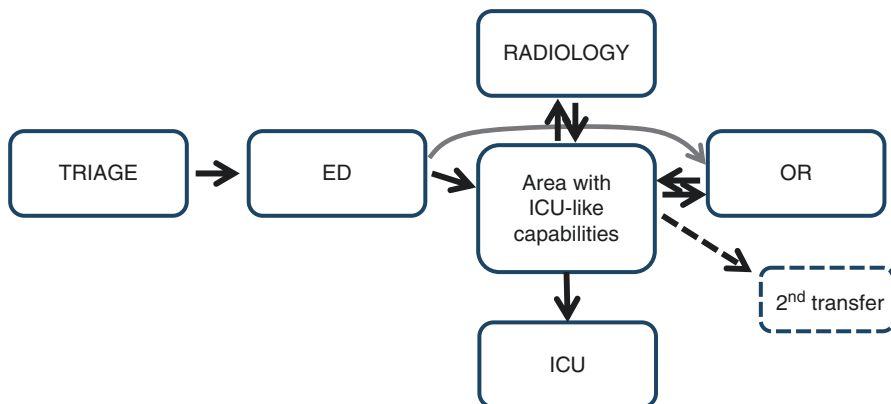 RADIOLOGY
TRIAGE
ED
Area with
ICU-like
capabilities
OR
2nd transfer
ICU